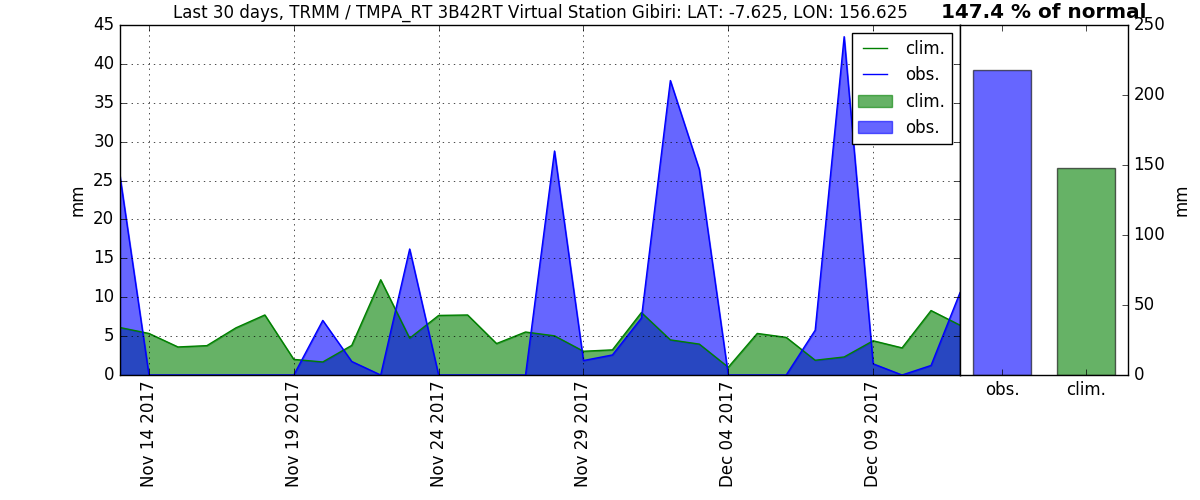 Last 30 days, TRMM / TMPA_RT 3B42RT Virtual Station Gibiri: LAT: -7.625, LON: 156.625
147.4 % of normal
45
40
35
30
25
20
15
10
5
0
mm
clim.
obs.
clim.
obs.
250
200
150
100
50
0
mm
obs.
clim.
Nov 14 2017
Nov 19 2017
Nov 24 2017
Nov 29 2017
Dec 04 2017
Dec 09 2017